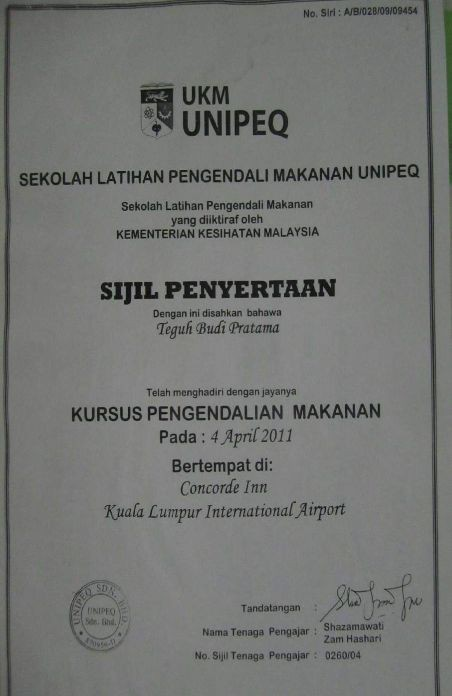 No. Siri : A/B/028/09/09454
UKM
UNIPEQ
SEKOLAH LATIHAN PENGENDALI MAKANAN UNIPEQ
Sekolah Latihan Pengendali Makanan
yang diiktiraf oleh
KEMENTERIAN KESIHATAN MALAYSIA
SIJIL PENYERTAAN
Dengan ini disahkan bahawa
Teguh Budi Pratama
Telah menghadiri dengan jayanya
KURSUS PENGENDALIAN MAKANAN
Pada : 4 April 2011
Bertempat di:
Concorde Inn
Kuala Lumpur International Airport
UNIPEQ SDN. BHD.
UNIPEQ
Sdn. Bhd.
Tandatangan :
Nama Tenaga Pengajar : Shazamawati
Zam Hashari
No. Sijil Tenaga Pengajar : 0260/04